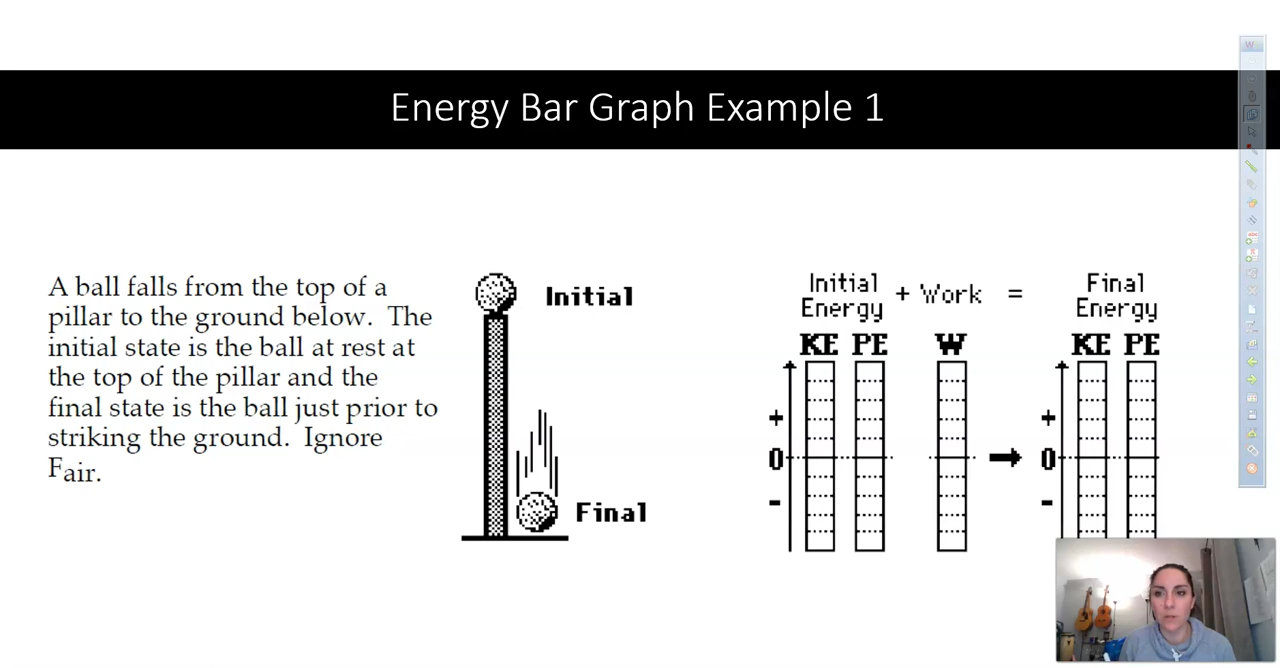 Energy Bar Graph Example 1
A ball falls from the top of a
pillar to the ground below.  The
initial state is the ball at rest at
the top of the pillar and the
final state is the ball just prior to
striking the ground.  Ignore
Fair.
Initial
Final
Initial
Energy
+ Work =
Final
Energy
KE PE W KE PE
+ +
0 0
- -
W